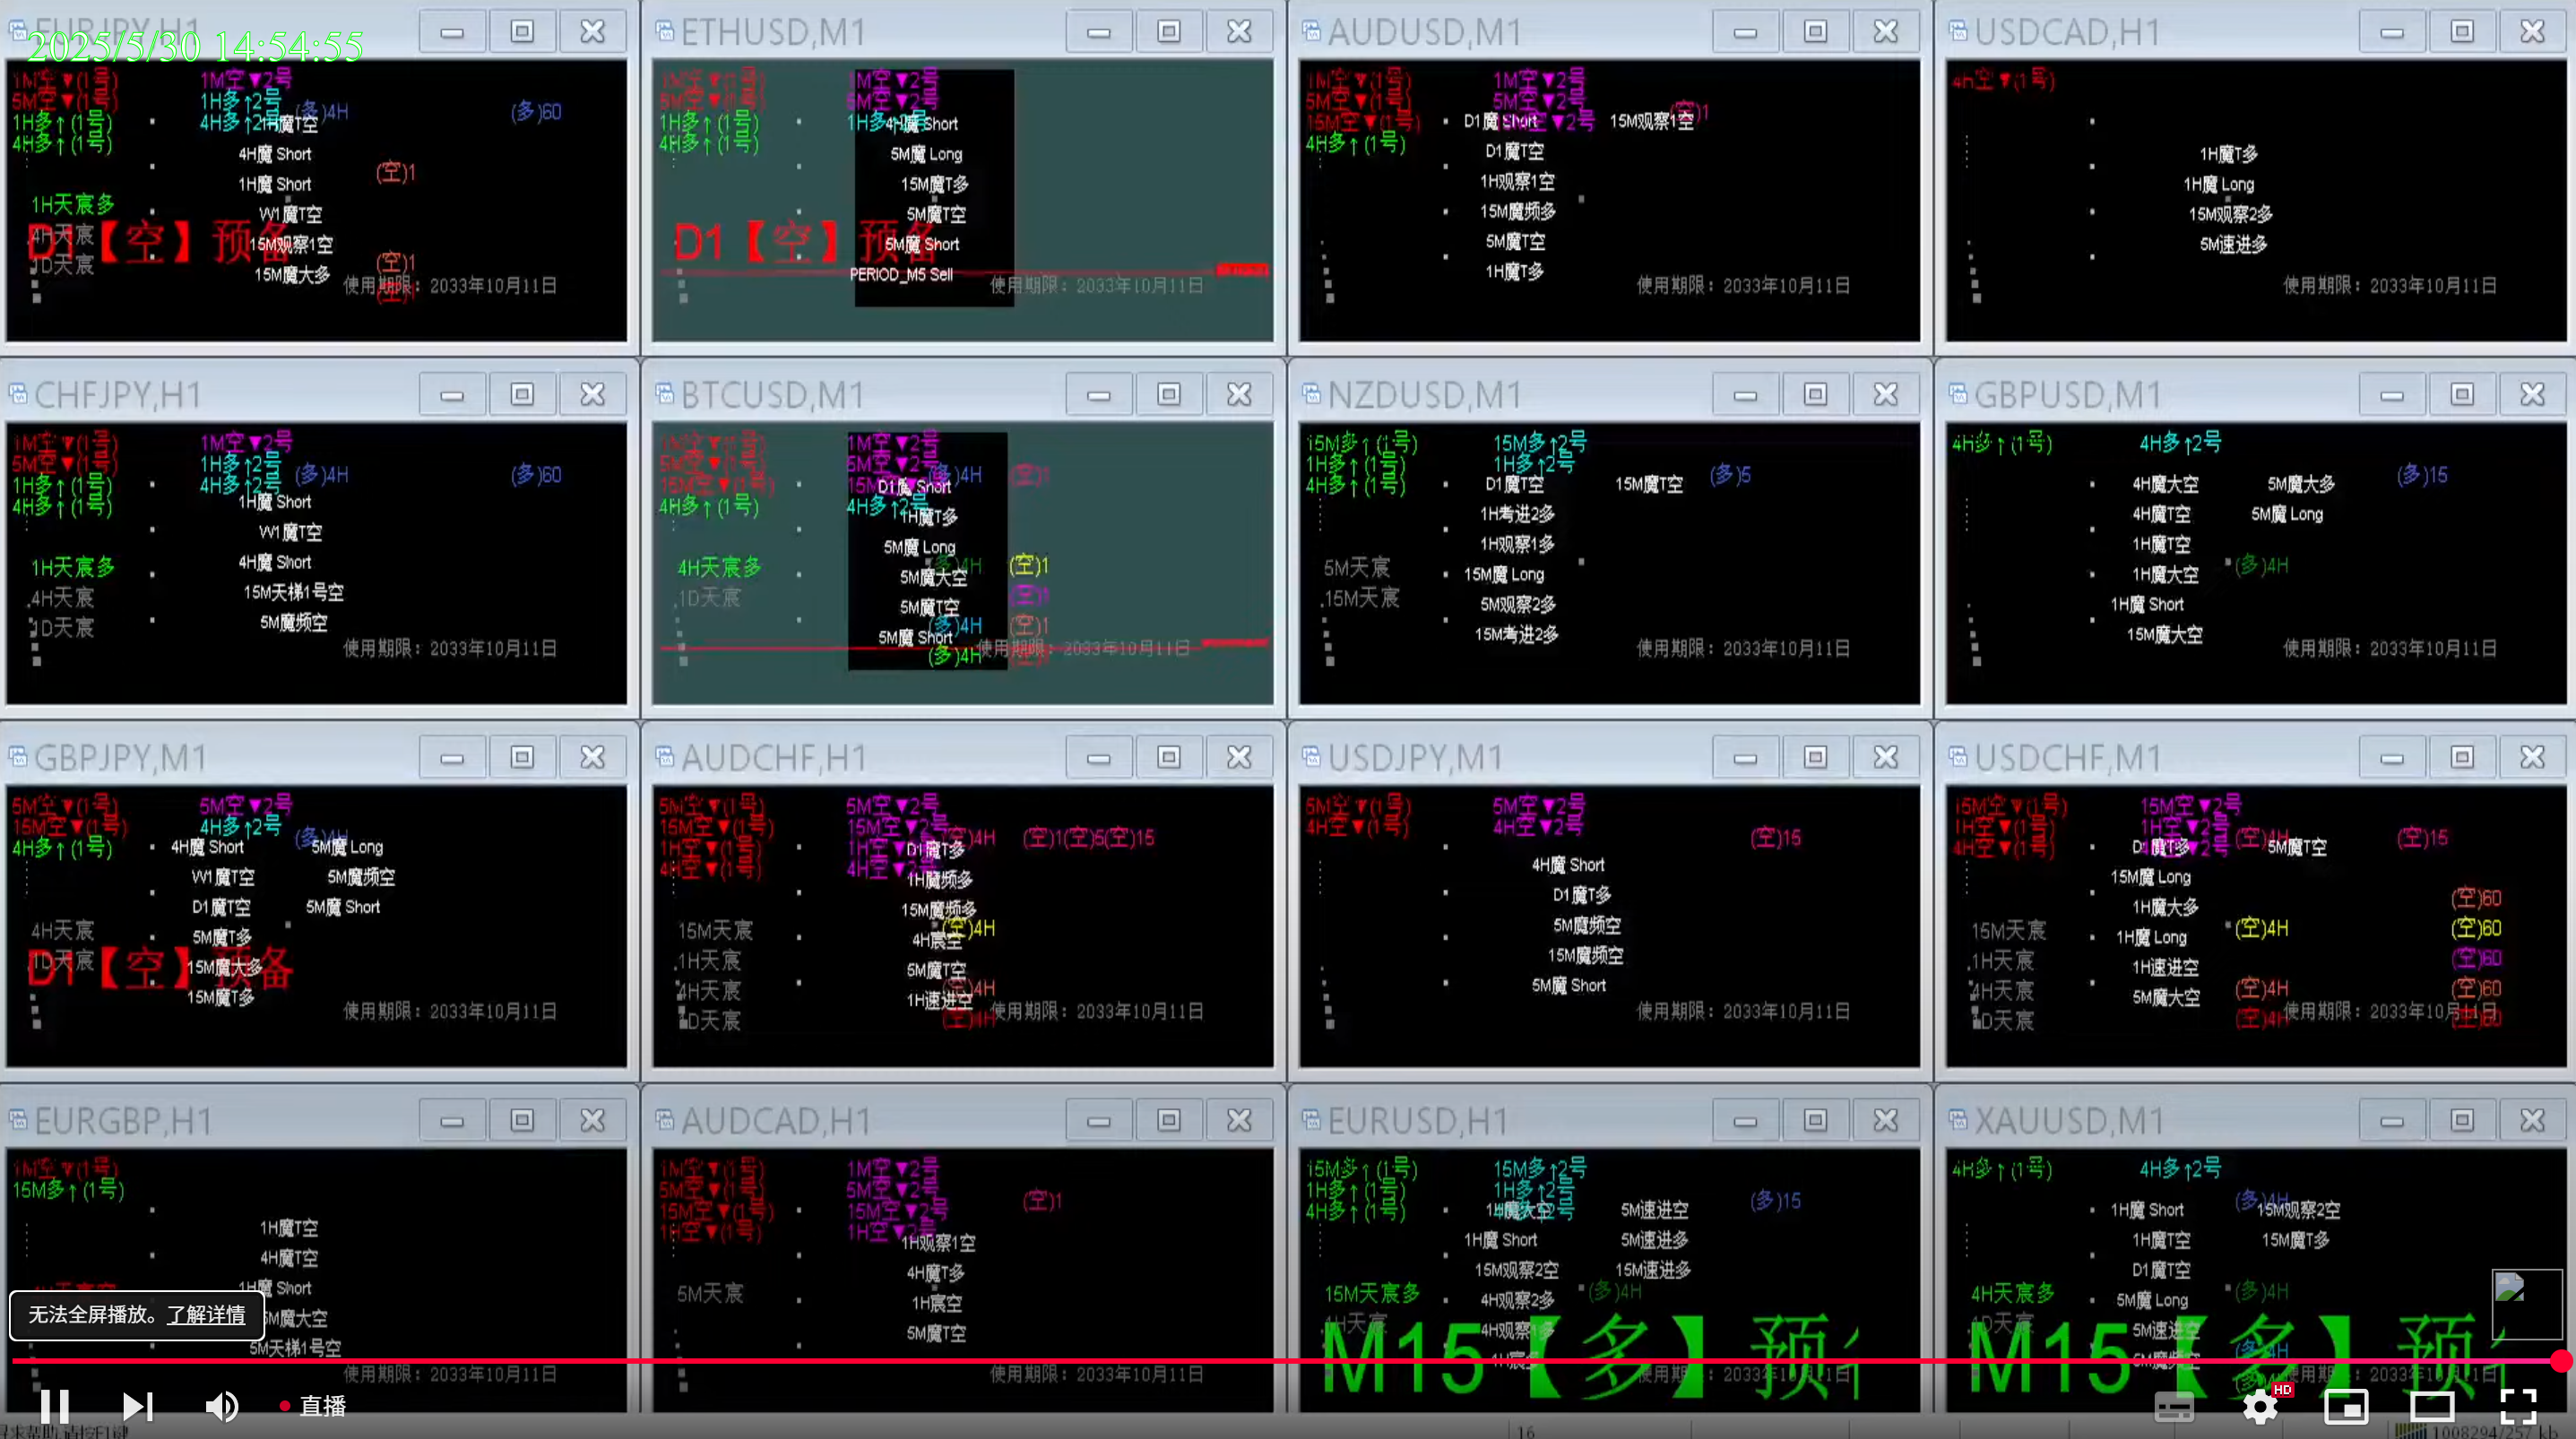 EURJPY,H1
2025/5/30 14:54:55
1M空▼(1号)
1M空▼2号
5M空▼(1号)
1H多↑2号
(多)4H
(多)60
1H多↑(1号)
4H多↑2号
1H魔T空
4H多↑(1号)
4H魔 Short
(空)1
1H魔 Short
1H天宸多
W1魔T空
D1【空】预备
4H天宸
15M观察1空
(空)1
1D天宸
15M魔大多
使用期限：2033年10月11日
ETHUSD,M1
1M空▼(1号)
1M空▼2号
5M空▼(1号)
5M空▼2号
1H多↑(1号)
1H多↑2号
4H魔 Short
4H多↑(1号)
5M魔 Long
15M魔T多
5M魔T空
D1【空】预备
5M魔 Short
PERIOD_M5 Sell
使用期限：2033年10月11日
AUDUSD,M1
1M空▼(1号)
1M空▼2号
5M空▼(1号)
5M空▼2号
(空)1
15M空▼(1号)
D1魔 Short
15M空▼2号
15M观察1空
4H多↑(1号)
D1魔T空
1H观察1空
15M魔频多
5M魔T空
1H魔T多
使用期限：2033年10月11日
USDCAD,H1
4H空▼(1号)
1H魔T多
1H魔 Long
15M观察2多
5M速进多
使用期限：2033年10月11日
CHFJPY,H1
1M空▼(1号)
1M空▼2号
5M空▼(1号)
1H多↑2号
(多)4H
(多)60
1H多↑(1号)
4H多↑2号
4H多↑(1号)
1H魔 Short
W1魔T空
1H天宸多
4H魔 Short
4H天宸
15M天梯1号空
1D天宸
5M魔频空
使用期限：2033年10月11日
BTCUSD,M1
1M空▼(1号)
1M空▼2号
5M空▼(1号)
5M空▼2号
(多)4H
(空)1
15M空▼(1号)
D1魔 Short
4H多↑(1号)
4H多↑2号
1H魔T多
5M魔 Long
4H天宸多
(多)4H
(空)1
5M魔大空
1D天宸
(空)1
5M魔T空
(多)4H
(空)1
5M魔 Short
(多)4H
使用期限：2033年10月11日
NZDUSD,M1
15M多↑(1号)
15M多↑2号
1H多↑(1号)
1H多↑2号
4H多↑(1号)
D1魔T空
15M魔T空
(多)5
1H考进2多
1H观察1多
5M天宸
15M魔 Long
15M天宸
5M观察2多
15M考进2多
使用期限：2033年10月11日
GBPUSD,M1
4H多↑(1号)
4H多↑2号
4H魔大空
5M魔大多
(多)15
4H魔T空
5M魔 Long
1H魔T空
(多)4H
1H魔大空
1H魔 Short
15M魔大空
使用期限：2033年10月11日
GBPJPY,M1
5M空▼(1号)
5M空▼2号
15M空▼(1号)
4H多↑2号
(多)4H
4H多↑(1号)
4H魔 Short
5M魔 Long
W1魔T空
5M魔频空
D1魔T空
5M魔 Short
4H天宸
5M魔T多
D1【空】预备
1D天宸
15M魔大多
15M魔T多
使用期限：2033年10月11日
AUDCHF,H1
5M空▼(1号)
5M空▼2号
15M空▼(1号)
15M空▼2号
(空)4H
(空)1(空)5(空)15
1H空▼(1号)
1H空▼2号
D1魔T多
4H空▼(1号)
4H空▼2号
1H魔频多
15M魔频多
15M天宸
(空)4H
4H宸空
1H天宸
5M魔T空
4H天宸
(空)4H
1H速进空
1D天宸
(空)4H
使用期限：2033年10月11日
USDJPY,M1
5M空▼(1号)
5M空▼2号
4H空▼(1号)
4H空▼2号
(空)15
4H魔 Short
D1魔T多
5M魔频空
15M魔频空
5M魔 Short
使用期限：2033年10月11日
USDCHF,M1
15M空▼(1号)
15M空▼2号
1H空▼(1号)
1H空▼2号
(空)4H
(空)15
4H空▼(1号)
D1魔T多
4H空▼2号
5M魔T空
15M魔 Long
1H魔大多
(空)60
15M天宸
1H魔 Long
(空)4H
(空)60
1H天宸
1H速进空
(空)60
4H天宸
5M魔大空
(空)4H
(空)60
1D天宸
(空)4H
(空)60
使用期限：2033年10月11日
EURGBP,H1
1M空▼(1号)
15M多↑(1号)
1H魔T空
4H魔T空
1H魔 Short
5M魔大空
5M天梯1号空
使用期限：2033年10月11日
AUDCAD,H1
1M空▼(1号)
1M空▼2号
5M空▼(1号)
5M空▼2号
(空)1
15M空▼(1号)
15M空▼2号
1H空▼(1号)
1H空▼2号
1H观察1空
4H魔T多
5M天宸
1H宸空
5M魔T空
使用期限：2033年10月11日
EURUSD,H1
15M多↑(1号)
15M多↑2号
1H多↑(1号)
1H多↑2号
(多)15
4H多↑(1号)
1H魔大空
5M速进空
1H魔 Short
5M速进多
15M观察2空
15M速进多
15M天宸多
4H观察2多
(多)4H
1H天宸
4H观察1多
M15【多】预
使用期限：2033年10月11日
XAUUSD,M1
4H多↑(1号)
4H多↑2号
(多)4H
1H魔 Short
15M观察2空
1H魔T空
15M魔T多
D1魔T空
4H天宸多
5M魔 Long
(多)4H
1D天宸
5M速进空
M15【多】预
5M魔频空
(多)4H
使用期限：2033年10月11日
无法全屏播放。了解详情
直播
HD
16
1008294/257 kb